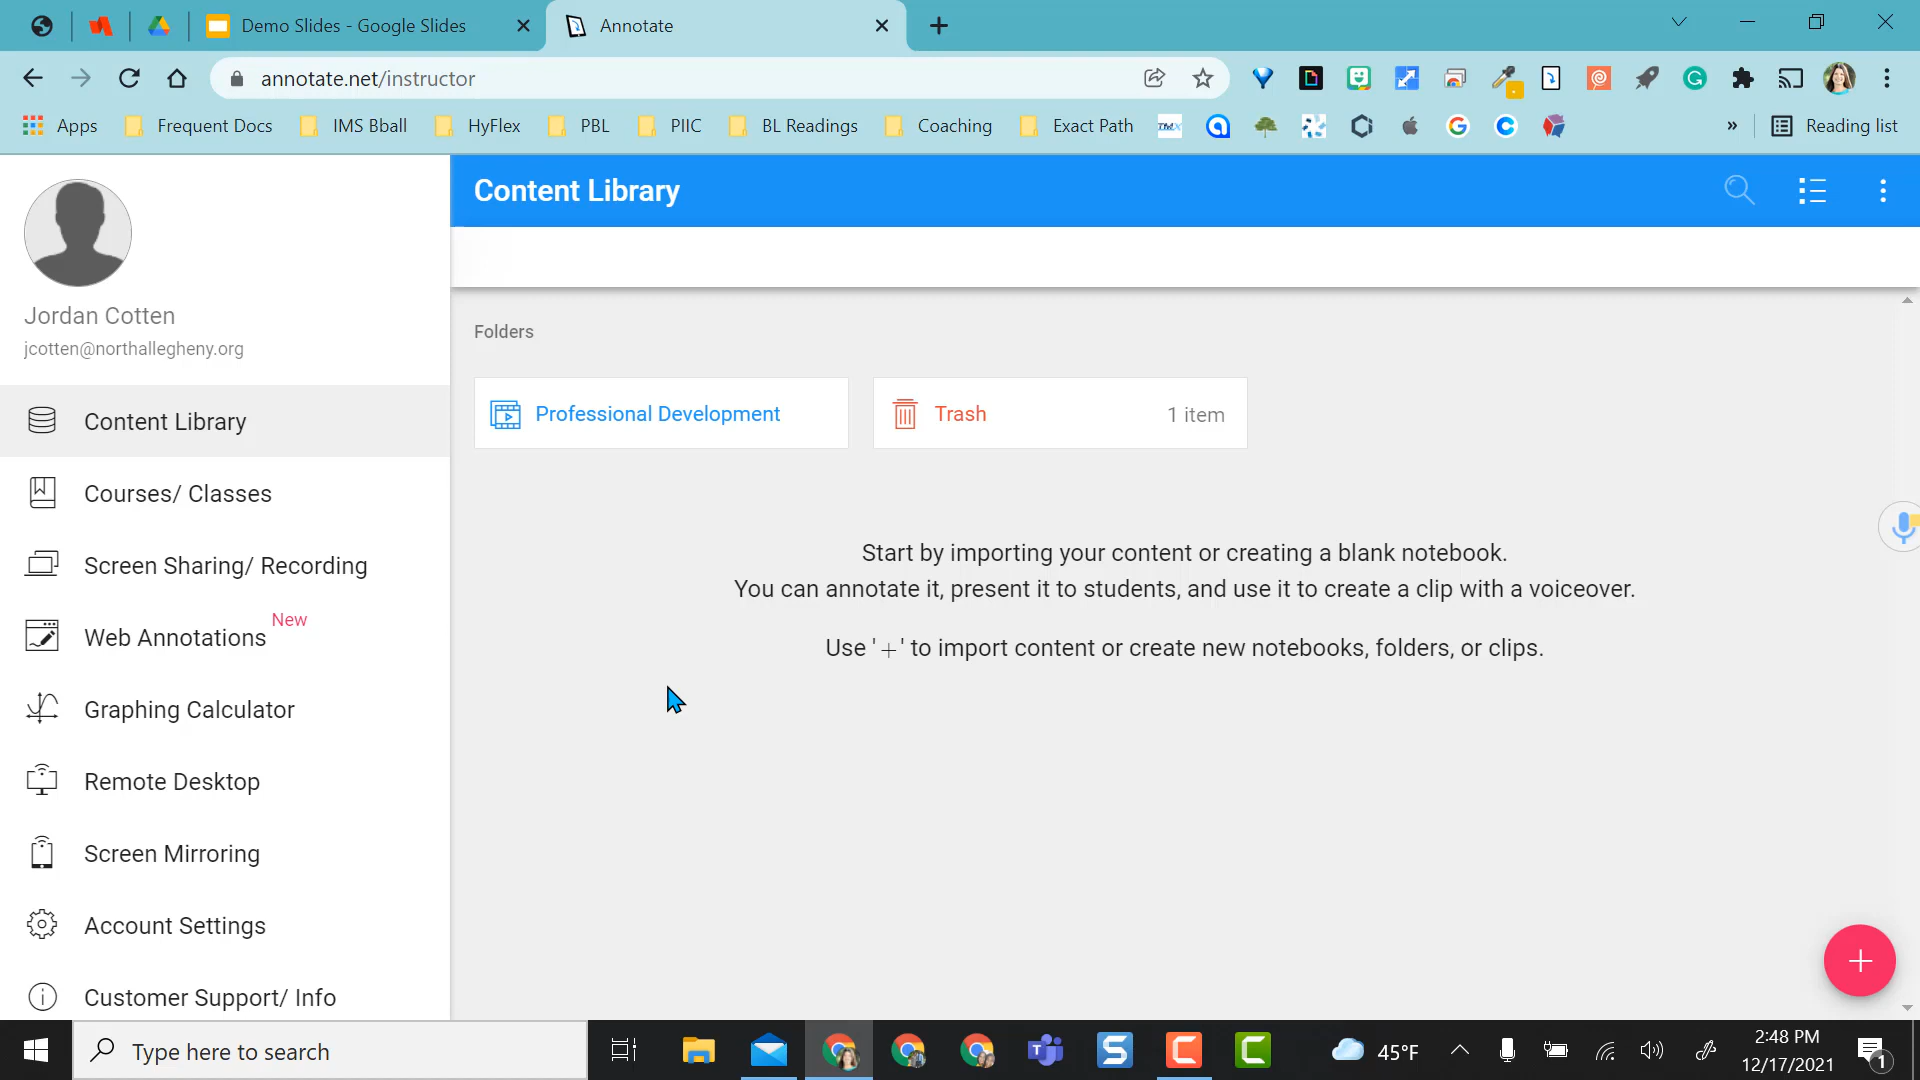 Demo Slides - Google Slides
Annotate
annotate.net/instructor
Apps
Frequent Docs
IMS Bball
HyFlex
PBL
PIIC
BL Readings
Coaching
Exact Path
Reading list
Jordan Cotten
jcotten@northallegheny.org
Content Library
Courses/ Classes
Screen Sharing/ Recording
New
Web Annotations
Graphing Calculator
Remote Desktop
Screen Mirroring
Account Settings
Customer Support/ Info
Content Library
Folders
Professional Development
Trash
1 item
Start by importing your content or creating a blank notebook.
You can annotate it, present it to students, and use it to create a clip with a voiceover.
Use '+' to import content or create new notebooks, folders, or clips.
Type here to search
45°F
2:48 PM
12/17/2021
1